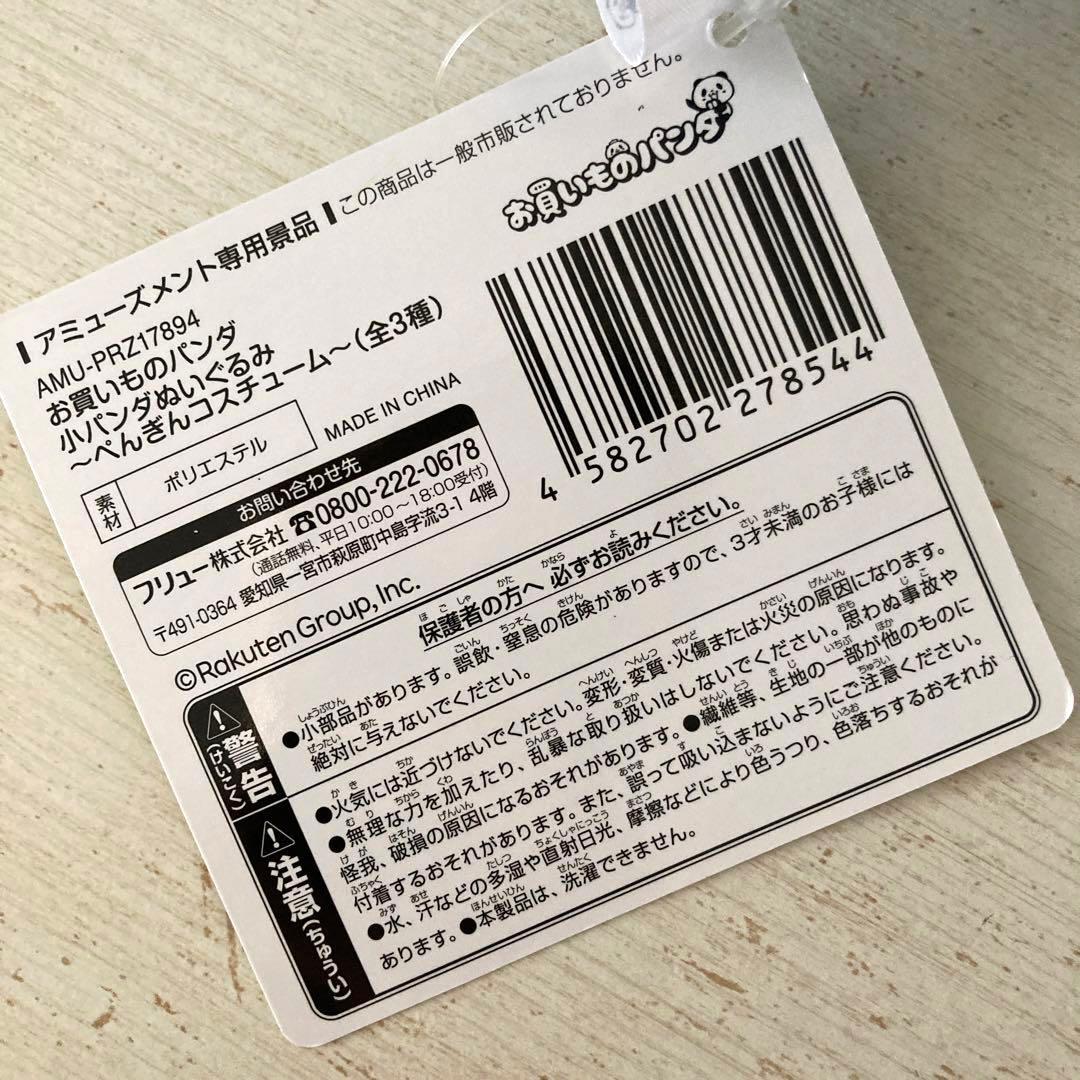 アミューズメント専用景品 この商品は一般市販されておりません。
AMU-PRZ17894
お買いものパンダ
小パンダぬいぐるみ
～ぺんぎんコスチューム～(全3種)
素材 ポリエステル
MADE IN CHINA
お問い合わせ先
フリュー株式会社 ☎0800-222-0678
(通話無料、平日10:00～18:00受付)
〒491-0364 愛知県一宮市萩原町中島字流3-1 4階
©Rakuten Group, Inc.
お買いものパンダ
4 582702 278544
保護者の方へ 必ずお読みください。
⚠警告(けいこく)
●小部品があります。誤飲・窒息の危険がありますので、3才未満のお子様には
絶対に与えないでください。
⚠注意(ちゅうい)
●火気には近づけないでください。変形・変質・火傷または火災の原因になります。
●無理な力を加えたり、乱暴な取り扱いはしないでください。思わぬ事故や
怪我、破損の原因になるおそれがあります。●繊維等、生地の一部が他のものに
付着するおそれがあります。また、誤って吸い込まないようにご注意ください。
●水、汗などの多湿や直射日光、摩擦などにより色うつり、色落ちするおそれが
あります。●本製品は、洗濯できません。